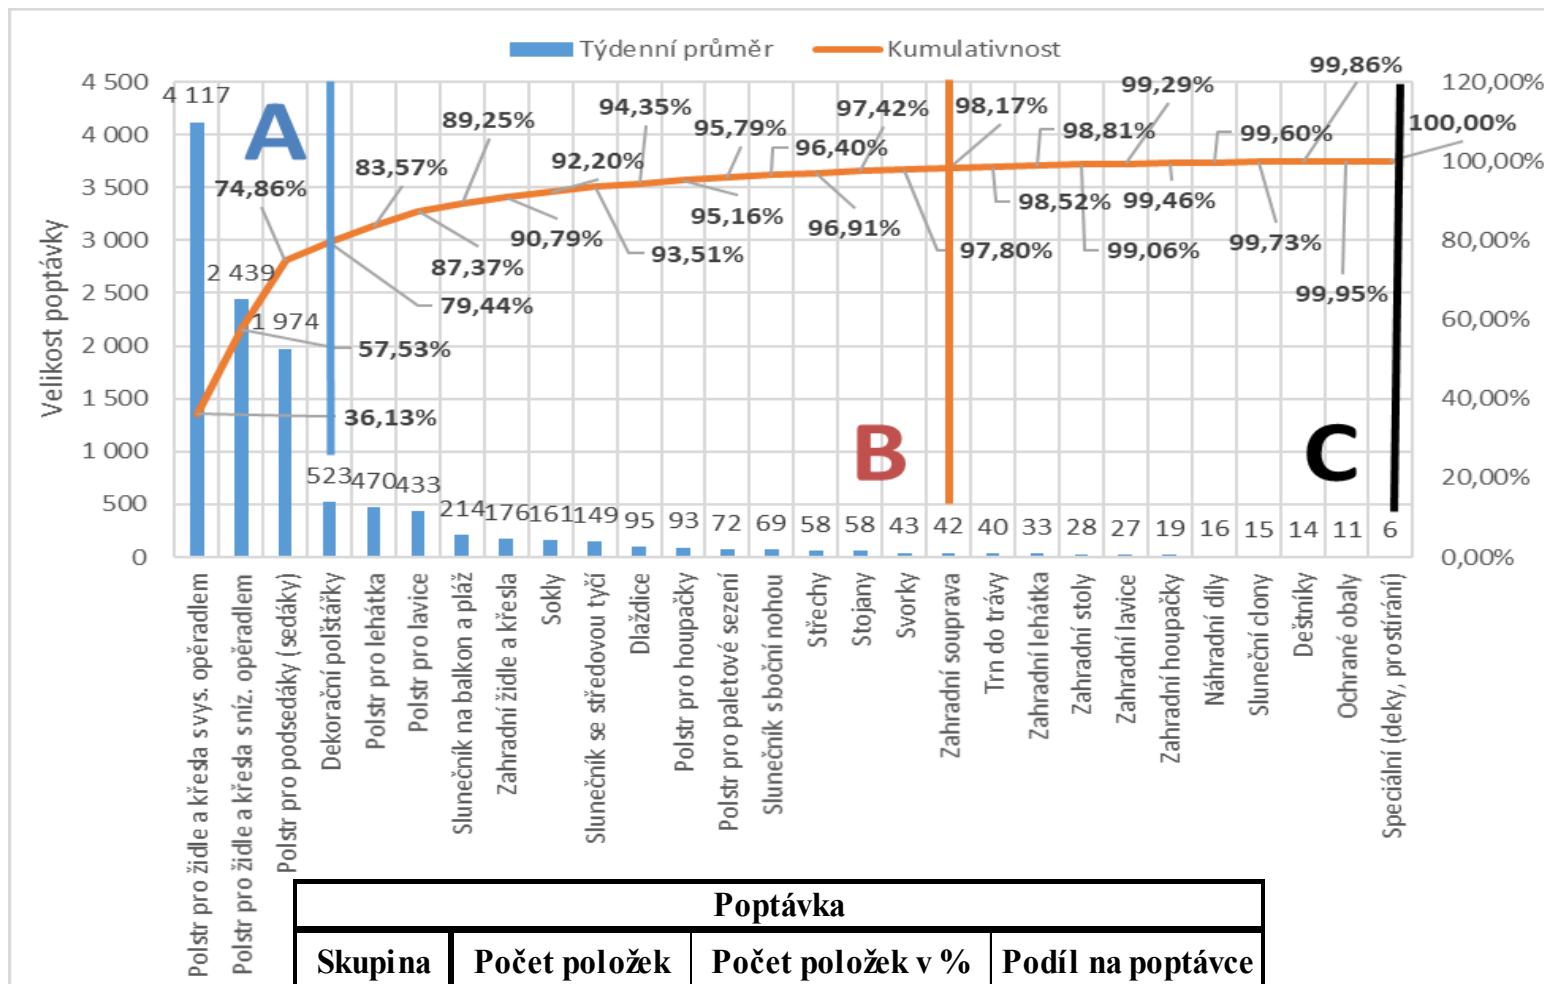 Týdenní průměr Kumulativnost
Velikost poptávky
4 500
4 000
3 500
3 000
2 500
2 000
1 500
1 000
500
0
120,00%
100,00%
80,00%
60,00%
40,00%
20,00%
0,00%
A
B
C
4 117
2 439
1 974
523
470
433
214
176
161
149
95
93
72
69
58
58
43
42
40
33
28
27
19
16
15
14
11
6
36,13%
57,53%
74,86%
79,44%
83,57%
87,37%
89,25%
90,79%
92,20%
93,51%
94,35%
95,16%
95,79%
96,40%
96,91%
97,42%
97,80%
98,17%
98,52%
98,81%
99,06%
99,29%
99,46%
99,60%
99,73%
99,86%
99,95%
100,00%
Polstr pro židle a křesla s vys. opěradlem
Polstr pro židle a křesla s níz. opěradlem
Polstr pro podsedáky (sedáky)
Dekorační polštářky
Polstr pro lehátka
Polstr pro lavice
Slunečník na balkon a pláž
Zahradní židle a křesla
Sokly
Slunečník se středovou tyčí
Dlaždice
Polstr pro houpačky
Polstr pro paletové sezení
Slunečník s boční nohou
Střechy
Stojany
Svorky
Zahradní souprava
Trn do trávy
Zahradní lehátka
Zahradní stoly
Zahradní lavice
Zahradní houpačky
Náhradní díly
Sluneční clony
Deštníky
Ochrané obaly
Speciální (deky, prostírání)
Poptávka
Skupina Počet položek Počet položek v % Podíl na poptávce